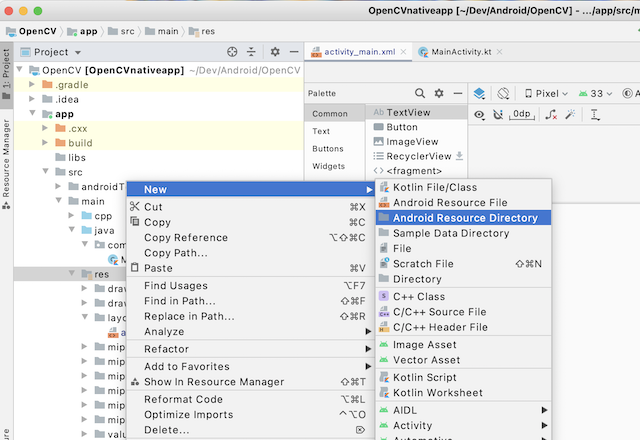 OpenCVnativeapp [~/Dev/Android/OpenCV] – .../app/src/m
OpenCV
app
src
main
res
1: Project
Resource Manager
Project
activity_main.xml
MainActivity.kt
OpenCV [OpenCVnativeapp] ~/Dev/Android/OpenCV
.gradle
.idea
app
.cxx
build
libs
src
androidT
main
cpp
java
com
M
res
drav
drav
layo
a
mip
mip
mip
mip
mip
valu
Palette
Common
Text
Buttons
Widgets
TextView
Button
ImageView
RecyclerView
<fragment>
Pixel
33
A
0dp
New
Cut ⌘X
Copy ⌘C
Copy Reference ⌥⇧⌘C
Copy Path...
Paste ⌘V
Find Usages ⌥F7
Find in Path... ⇧⌘F
Replace in Path... ⇧⌘R
Analyze
Refactor
Add to Favorites
Show In Resource Manager ⇧⌘T
Reformat Code ⌥⌘L
Optimize Imports ^⌥O
Delete... ⌦
Kotlin File/Class
Android Resource File
Android Resource Directory
Sample Data Directory
File
Scratch File ⇧⌘N
Directory
C++ Class
C/C++ Source File
C/C++ Header File
Image Asset
Vector Asset
Kotlin Script
Kotlin Worksheet
AIDL
Activity